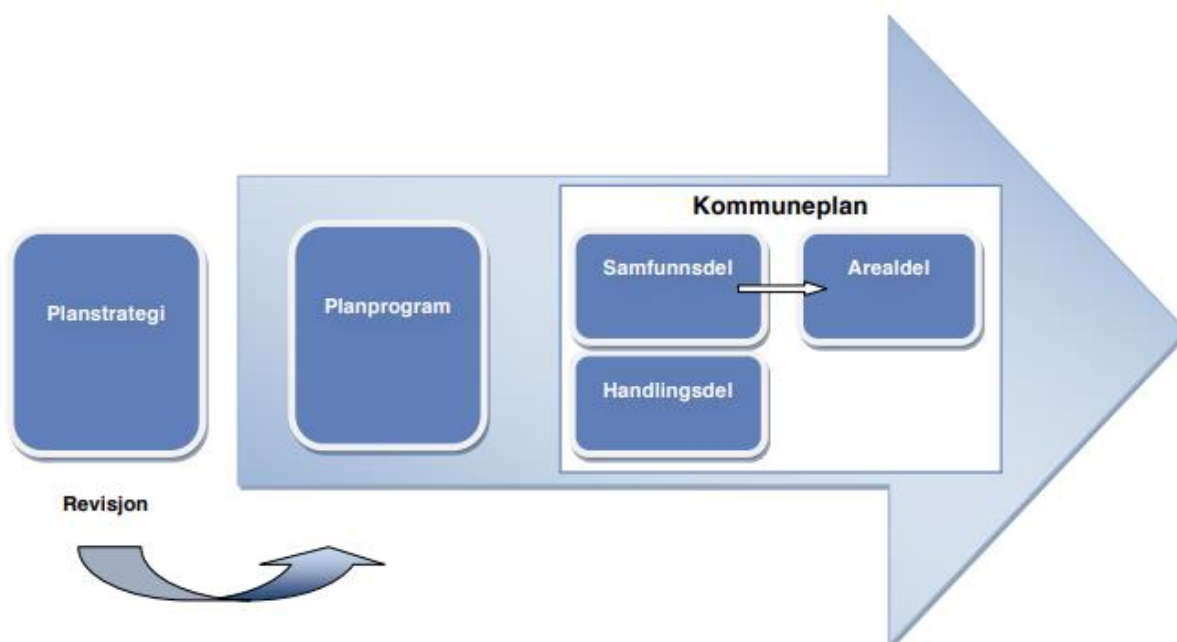 Kommuneplan
Planstrategi
Planprogram
Samfunnsdel
Arealdel
Handlingsdel
Revisjon